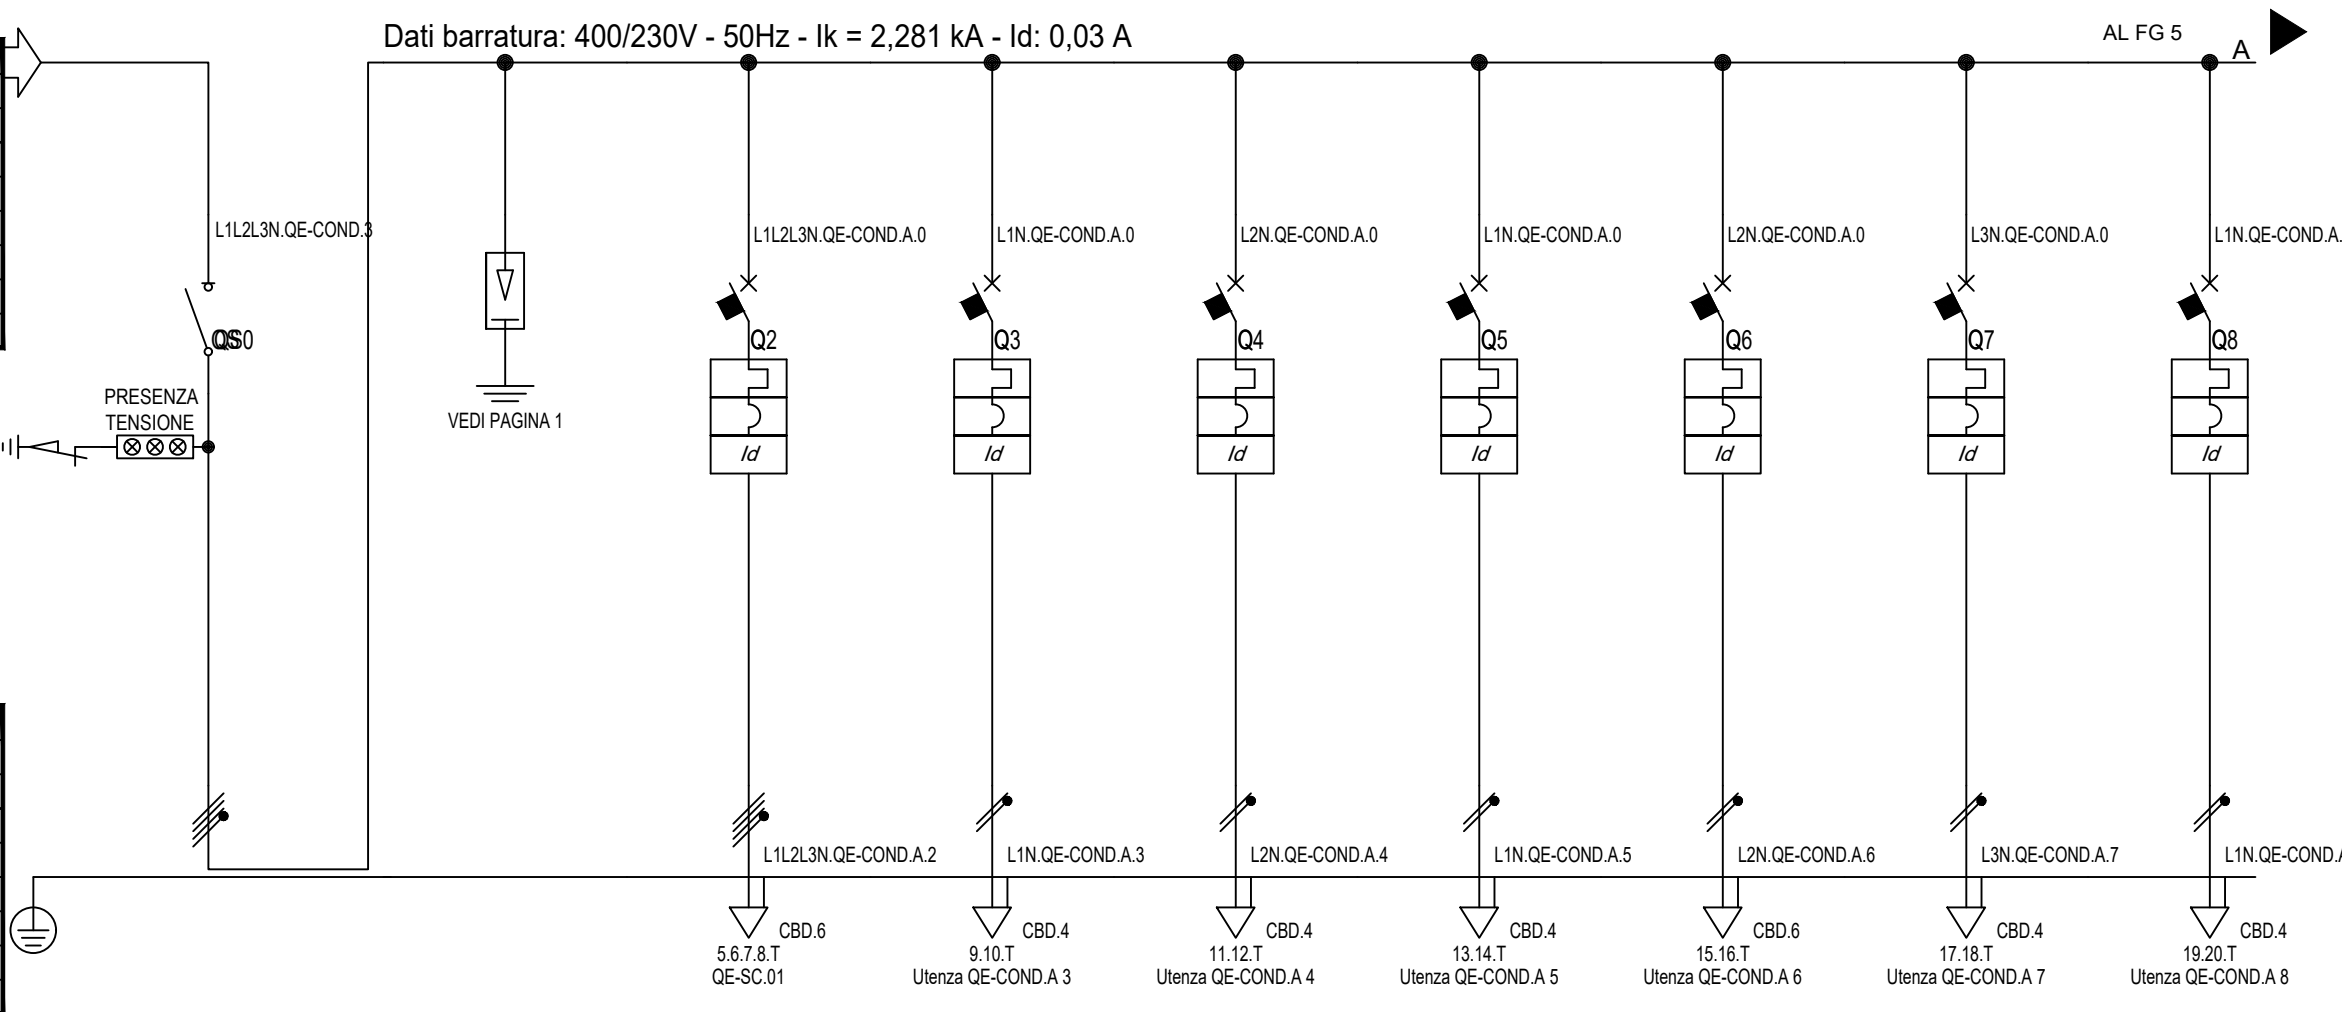 Dati barratura: 400/230V - 50Hz - Ik = 2,281 kA - Id: 0,03 A
AL FG 5
A
L1L2L3N.QE-COND.3
L1L2L3N.QE-COND.A.0
L1N.QE-COND.A.0
L2N.QE-COND.A.0
L1N.QE-COND.A.0
L2N.QE-COND.A.0
L3N.QE-COND.A.0
L1N.QE-COND.A.
Q2
Q3
Q4
Q5
Q6
Q7
Q8
PRESENZA
TENSIONE
VEDI PAGINA 1
Id
Id
Id
Id
Id
Id
Id
L1L2L3N.QE-COND.A.2
L1N.QE-COND.A.3
L2N.QE-COND.A.4
L1N.QE-COND.A.5
L2N.QE-COND.A.6
L3N.QE-COND.A.7
CBD.6
CBD.4
CBD.4
CBD.4
CBD.6
CBD.4
CBD.4
5.6.7.8.T
QE-SC.01
9.10.T
Utenza QE-COND.A 3
11.12.T
Utenza QE-COND.A 4
13.14.T
Utenza QE-COND.A 5
15.16.T
Utenza QE-COND.A 6
17.18.T
Utenza QE-COND.A 7
19.20.T
Utenza QE-COND.A 8